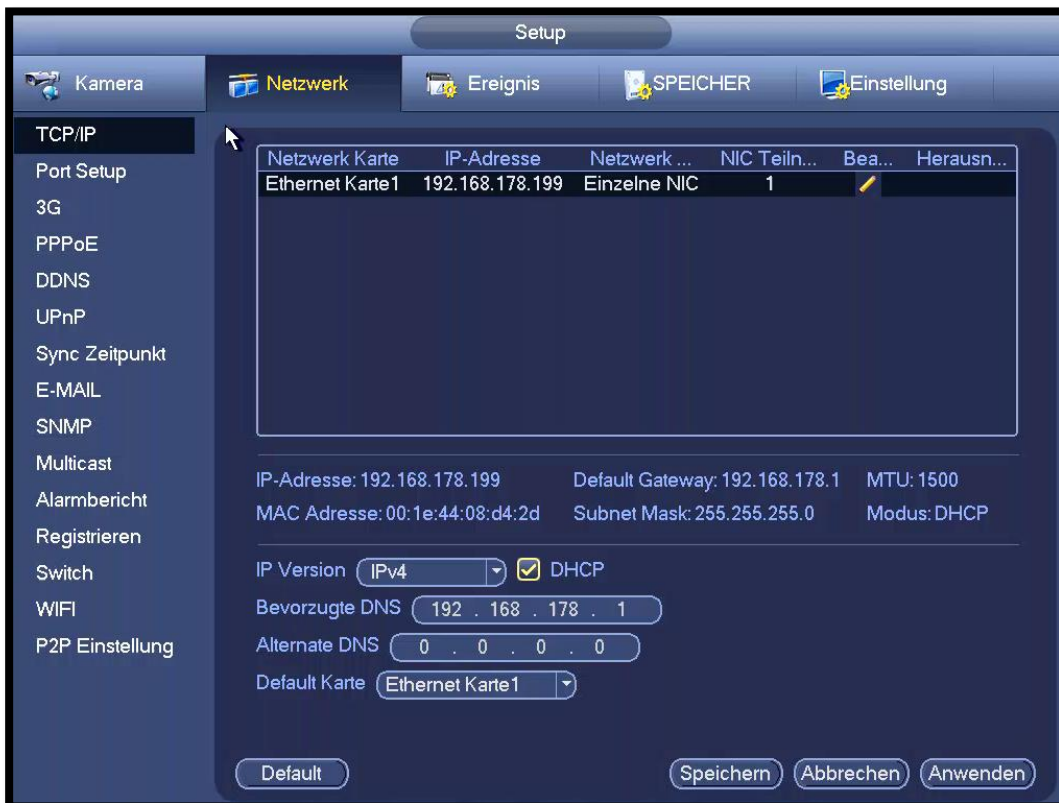 Setup
Kamera
Netzwerk
Ereignis
SPEICHER
Einstellung
TCP/IP
Port Setup
3G
PPPoE
DDNS
UPnP
Sync Zeitpunkt
E-MAIL
SNMP
Multicast
Alarmbericht
Registrieren
Switch
WIFI
P2P Einstellung
Netzwerk Karte IP-Adresse Netzwerk ... NIC Teiln... Bea... Herausn...
Ethernet Karte1 192.168.178.199 Einzelne NIC 1
IP-Adresse: 192.168.178.199 Default Gateway: 192.168.178.1 MTU: 1500
MAC Adresse: 00:1e:44:08:d4:2d Subnet Mask: 255.255.255.0 Modus: DHCP
IP Version IPv4 DHCP
Bevorzugte DNS 192 . 168 . 178 . 1
Alternate DNS 0 . 0 . 0 . 0
Default Karte Ethernet Karte1
Default Speichern Abbrechen Anwenden